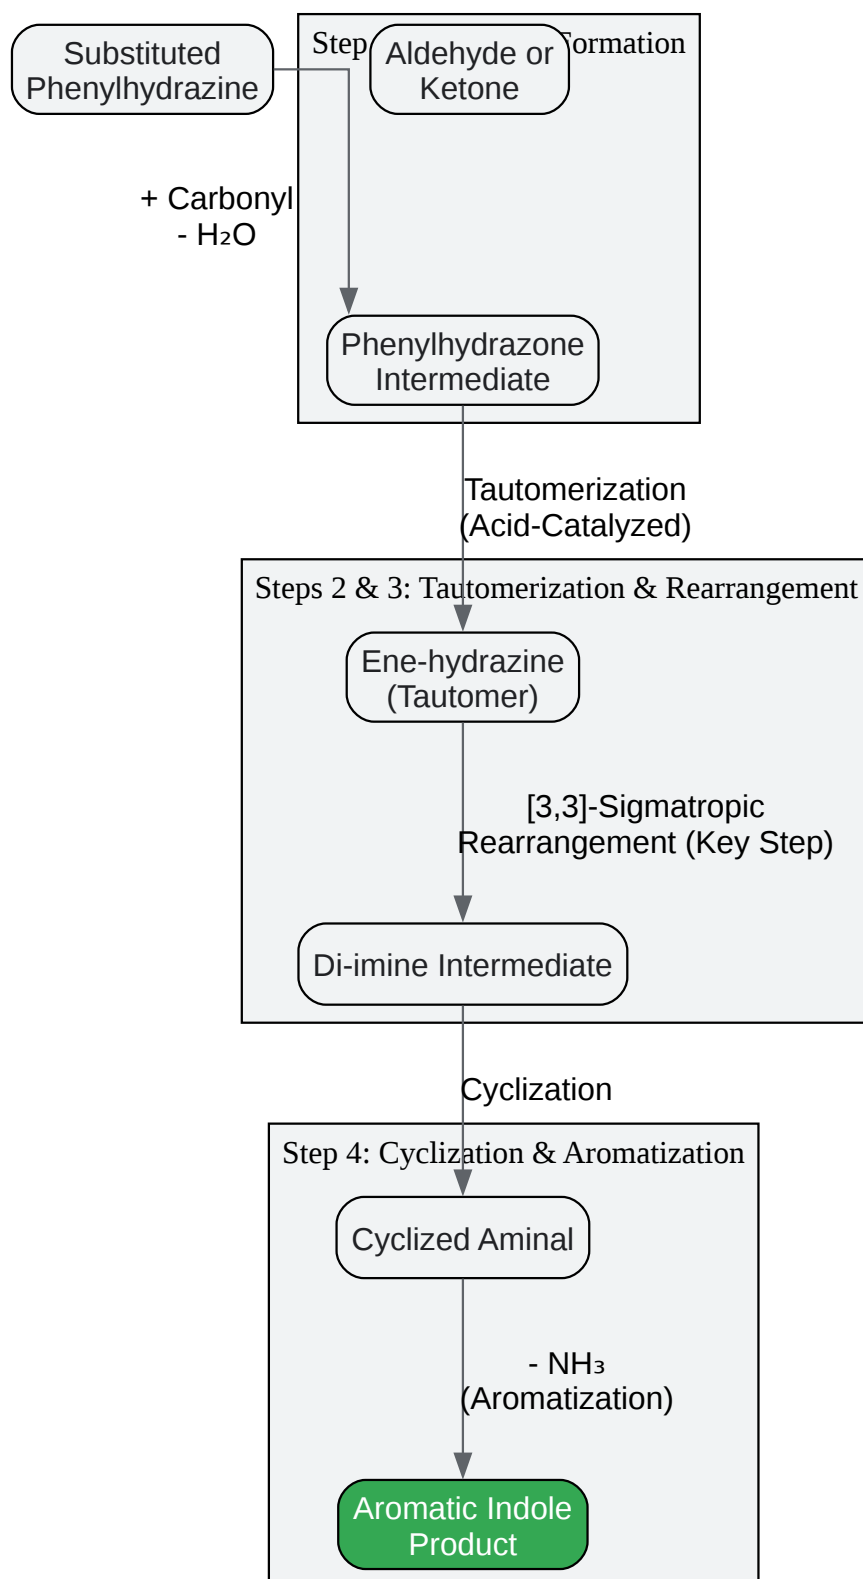 Substituted
Phenylhydrazine
Step
Formation
Aldehyde or
Ketone
+ Carbonyl
- H₂O
Phenylhydrazone
Intermediate
Tautomerization
(Acid-Catalyzed)
Steps 2 & 3: Tautomerization & Rearrangement
Ene-hydrazine
(Tautomer)
[3,3]-Sigmatropic
Rearrangement (Key Step)
Di-imine Intermediate
Cyclization
Step 4: Cyclization & Aromatization
Cyclized Aminal
- NH₃
(Aromatization)
Aromatic Indole
Product